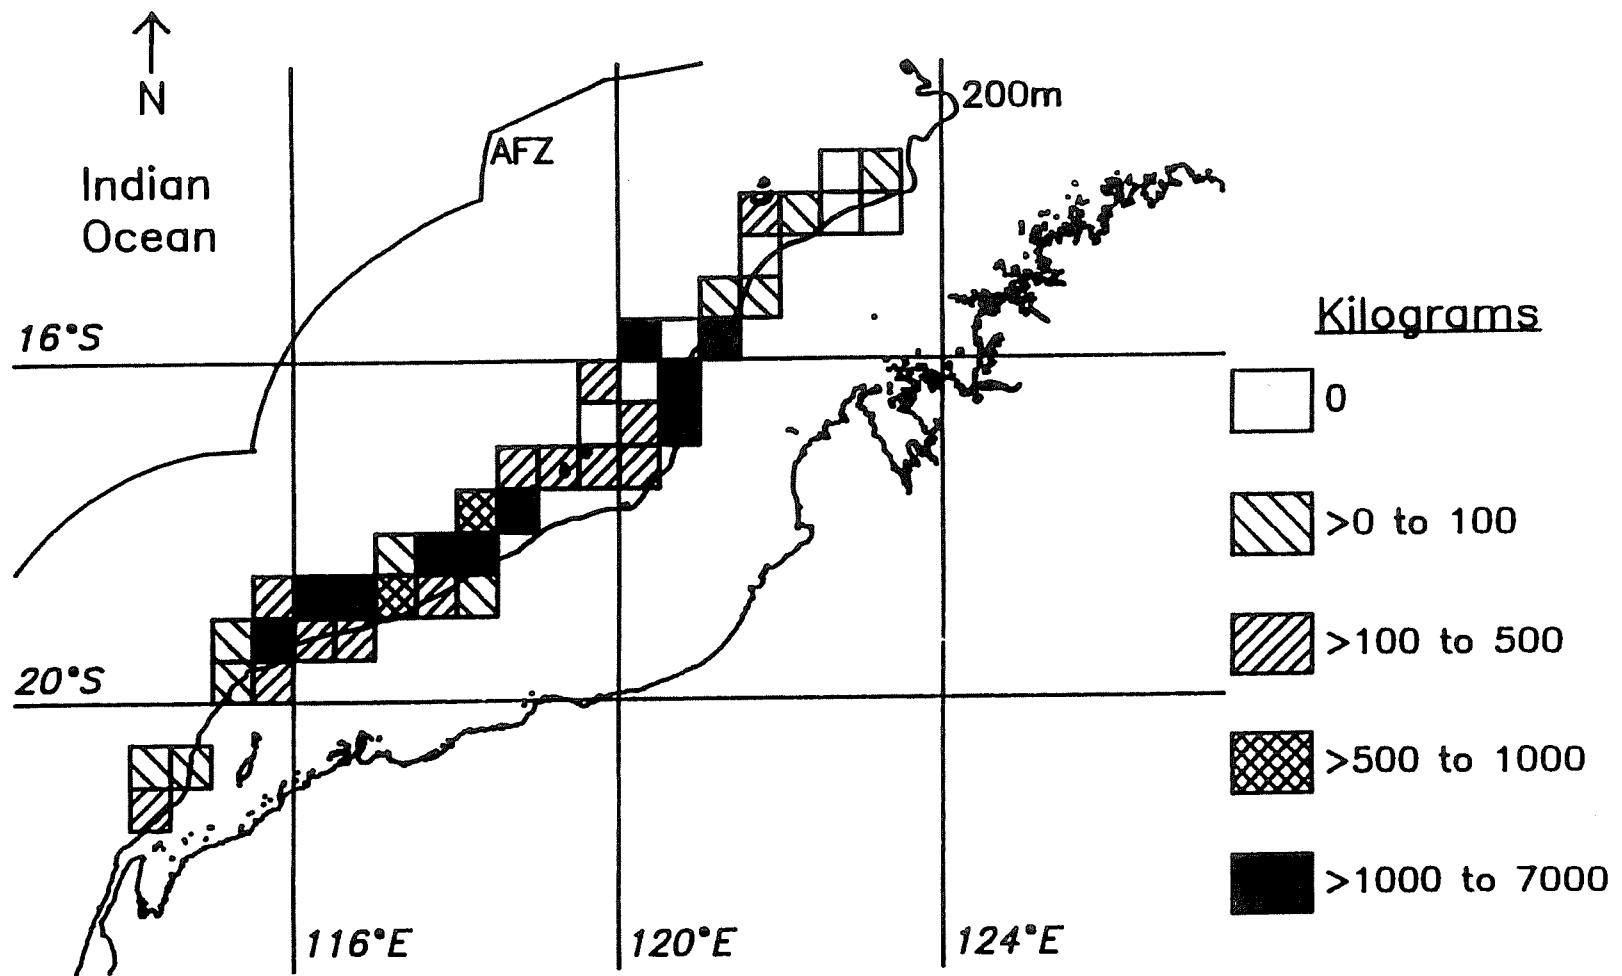 N
200m
AFZ
Indian
Ocean
Kilograms
16°S
0
>0 to 100
>100 to 500
20°S
>500 to 1000
>1000 to 7000
116°E
120°E
124°E